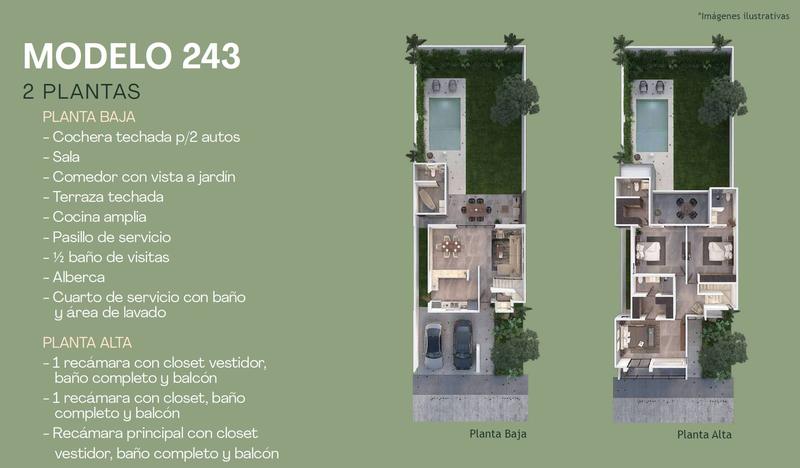 *Imágenes ilustrativas
MODELO 243
2 PLANTAS
PLANTA BAJA
- Cochera techada p/2 autos
- Sala
- Comedor con vista a jardín
- Terraza techada
- Cocina amplia
- Pasillo de servicio
- ½ baño de visitas
- Alberca
- Cuarto de servicio con baño
y área de lavado
PLANTA ALTA
- 1 recámara con closet vestidor,
baño completo y balcón
- 1 recámara con closet, baño
completo y balcón
- Recámara principal con closet
vestidor, baño completo y balcón
Planta Baja
Planta Alta